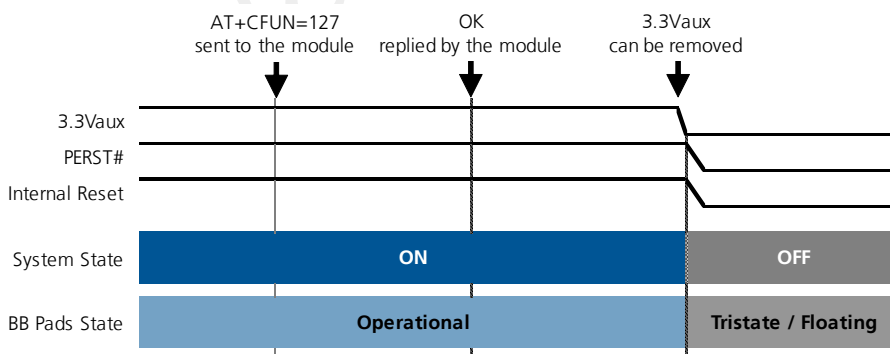 AT+CFUN=127
sent to the module
OK
replied by the module
3.3Vaux
can be removed
3.3Vaux
PERST#
Internal Reset
System State
ON
OFF
BB Pads State
Operational
Tristate / Floating